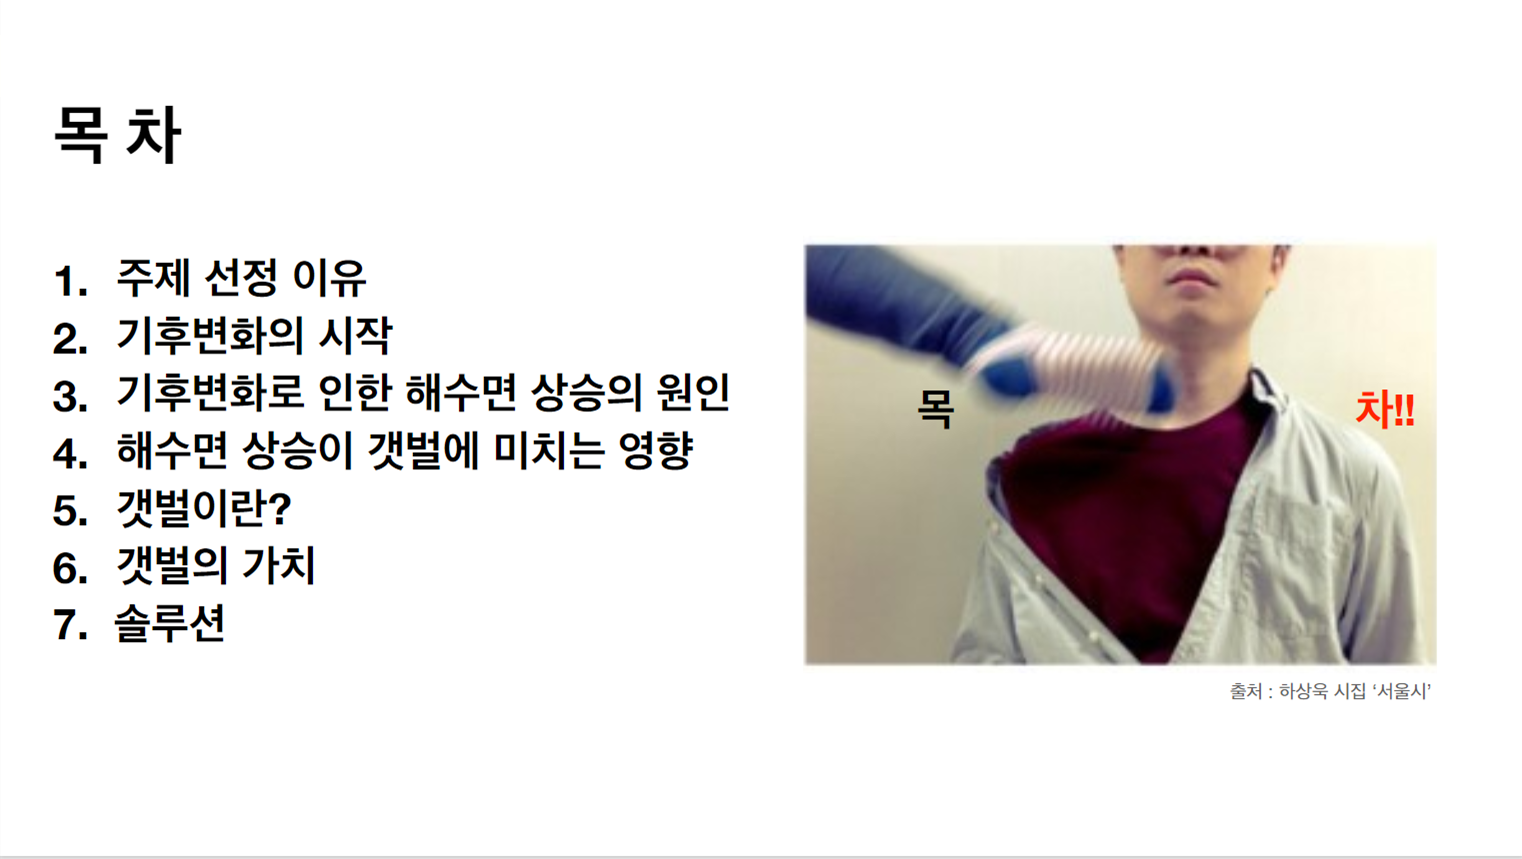 목 차
1. 주제 선정 이유
2. 기후변화의 시작
3. 기후변화로 인한 해수면 상승의 원인
4. 해수면 상승이 갯벌에 미치는 영향
5. 갯벌이란?
6. 갯벌의 가치
7. 솔루션
목
차!!
출처 : 하상욱 시집 ‘서울시’